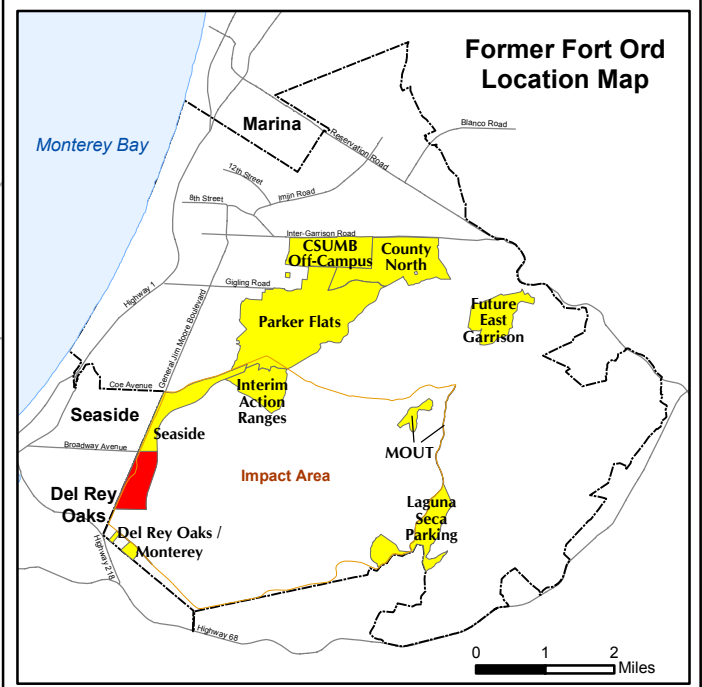 Former Fort Ord
Location Map
Monterey Bay
Marina
Blanco Road
Reservation Road
12th Street
Imjin Road
8th Street
Inter-Garrison Road
CSUMB
Off-Campus
County
North
Gigling Road
Highway 1
General Jim Moore Boulevard
Parker Flats
Future
East
Garrison
Coe Avenue
Interim
Action
Ranges
Seaside
Seaside
Broadway Avenue
MOUT
Impact Area
Del Rey
Oaks
Laguna
Seca
Parking
Del Rey Oaks /
Monterey
Highway 218
Highway 68
0 1 2
Miles